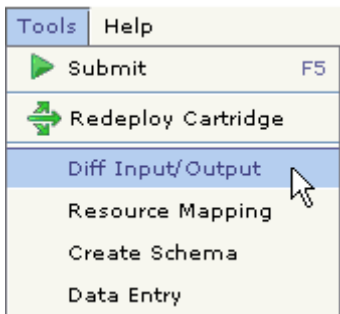 Tools Help
Submit F5
Redeploy Cartridge
Diff Input/Output
Resource Mapping
Create Schema
Data Entry